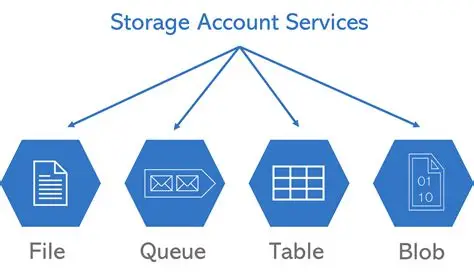 Storage Account Services
01
10
File
Queue
Table
Blob